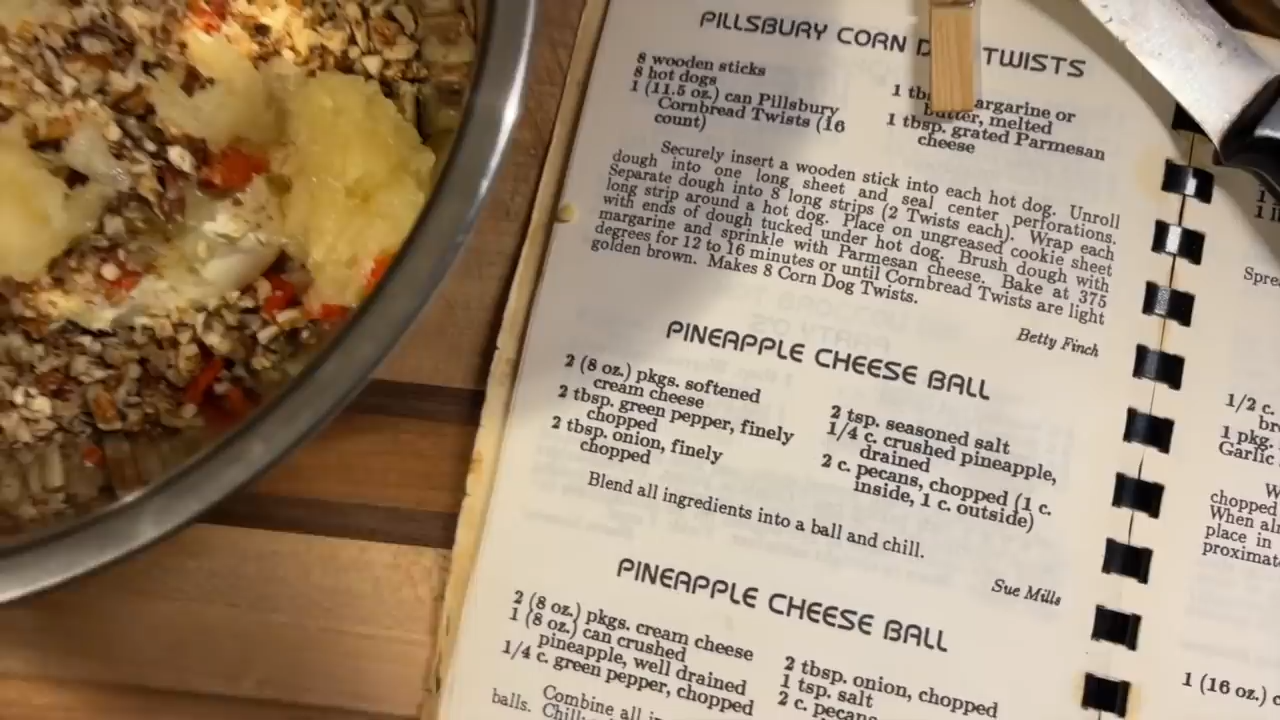 PILLSBURY CORN D TWISTS
8 wooden sticks
8 hot dogs
1 (11.5 oz.) can Pillsbury
Cornbread Twists (16
count)
1 tbs argarine or
butter, melted
1 tbsp. grated Parmesan
cheese
Securely insert a wooden stick into each hot dog. Unroll
dough into one long sheet and seal center perforations.
Separate dough into 8 long strips (2 Twists each). Wrap each
long strip around a hot dog. Place on ungreased cookie sheet
with ends of dough tucked under hot dog. Brush dough with
margarine and sprinkle with Parmesan cheese. Bake at 375
degrees for 12 to 16 minutes or until Cornbread Twists are light
golden brown. Makes 8 Corn Dog Twists.
Betty Finch
PINEAPPLE CHEESE BALL
2 (8 oz.) pkgs. softened
cream cheese
2 tbsp. green pepper, finely
chopped
2 tbsp. onion, finely
chopped
2 tsp. seasoned salt
1/4 c. crushed pineapple,
drained
2 c. pecans, chopped (1 c.
inside, 1 c. outside)
Blend all ingredients into a ball and chill.
Sue Mills
PINEAPPLE CHEESE BALL
2 (8 oz.) pkgs. cream cheese
1 (8 oz.) can crushed
pineapple, well drained
1/4 c. green pepper, chopped
2 tbsp. onion, chopped
1 tsp. salt
2 c. pecans
Combine all
balls. Chill
Sprea
1/2 c.
bro
1 pkg.
Garlic
W
chopped
When al
place in
proximat
1 (16 oz.)